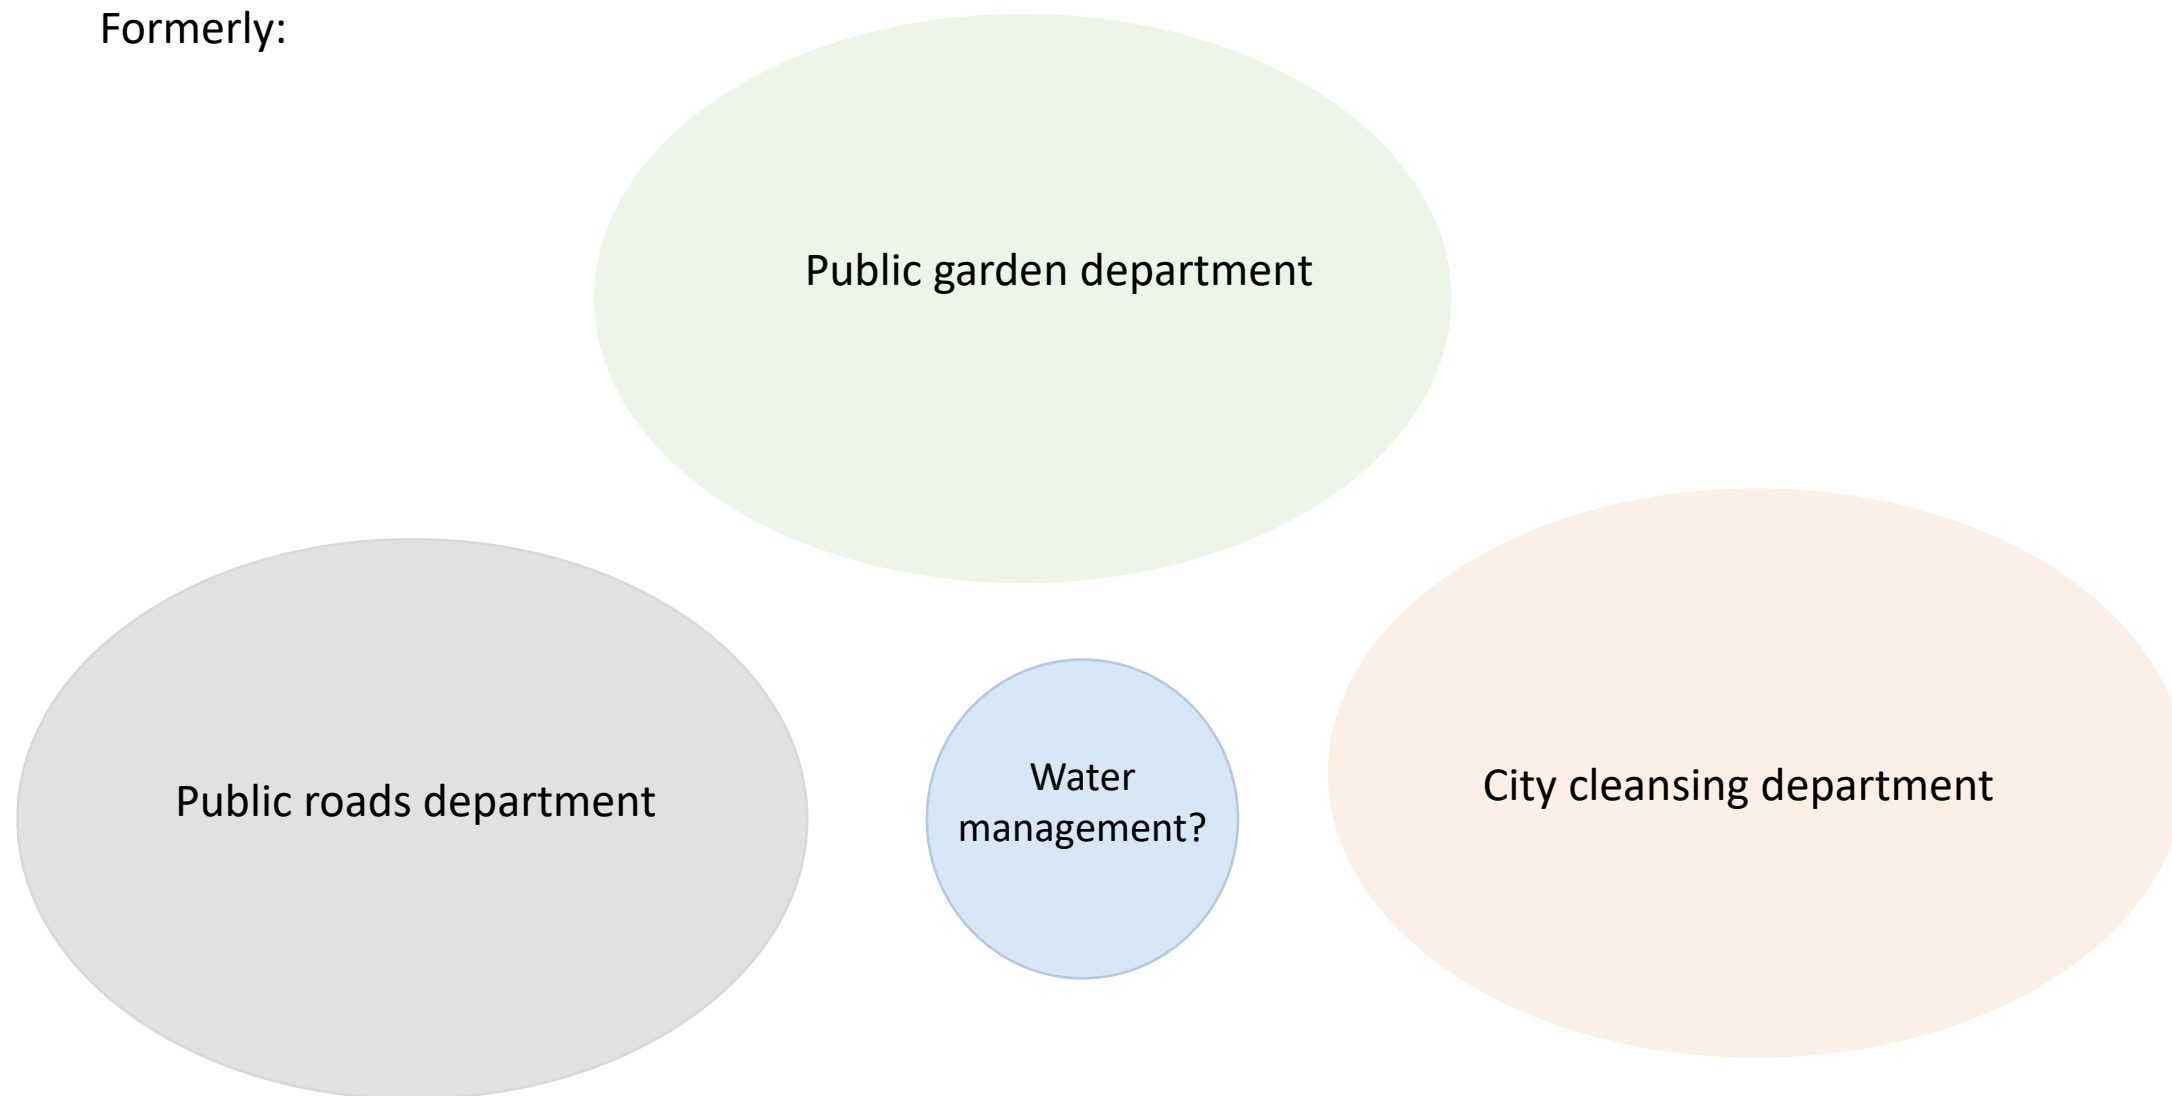 Formerly:
Public garden department
Public roads department
Water
management?
City cleansing department